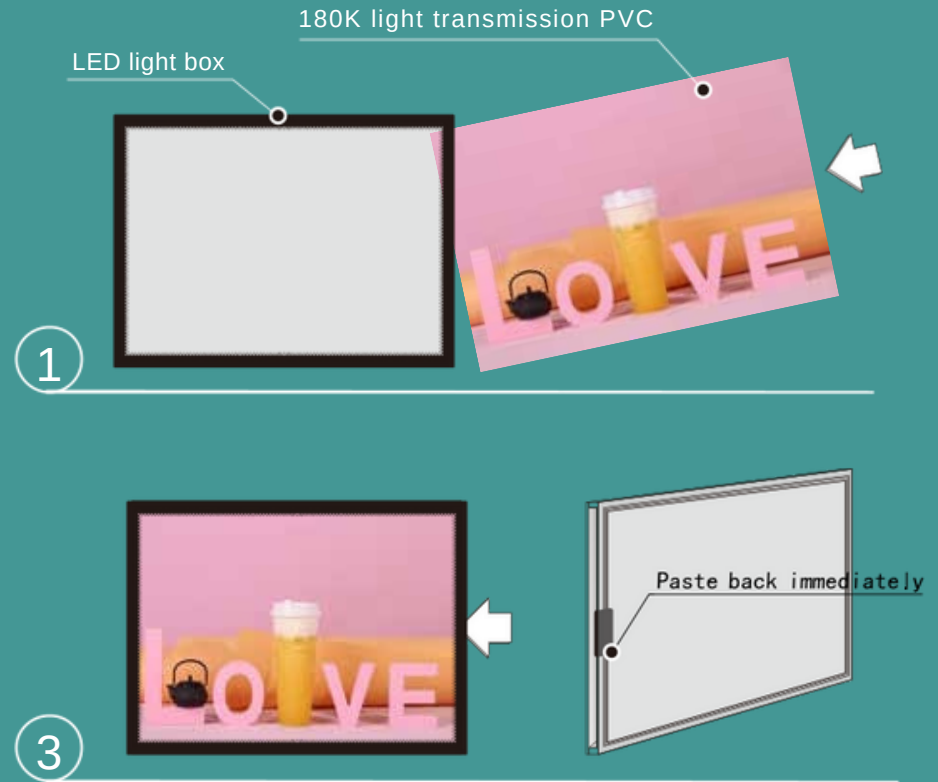 180K light transmission PVC
LED light box
LOVE
1
LOVE
Paste back immediately
3